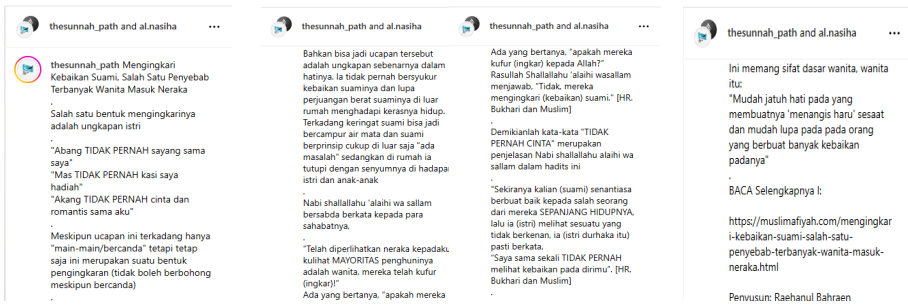 thesunnah_path and al.nasiha
thesunnah_path Mengingkari
Kebaikan Suami, Salah Satu Penyebab
Terbanyak Wanita Masuk Neraka
.
Salah satu bentuk mengingkarinya
adalah ungkapan istri
.
"Abang TIDAK PERNAH sayang sama
saya"
"Mas TIDAK PERNAH kasi saya
hadiah"
"Akang TIDAK PERNAH cinta dan
romantis sama aku"
.
Meskipun ucapan ini terkadang hanya
"main-main/bercanda" tetapi tetap
saja ini merupakan suatu bentuk
pengingkaran (tidak boleh berbohong
meskipun bercanda)
.
thesunnah_path and al.nasiha
Bahkan bisa jadi ucapan tersebut
adalah ungkapan sebenarnya dalam
hatinya. Ia tidak pernah bersyukur
kebaikan suaminya dan lupa
perjuangan berat suaminya di luar
rumah menghadapi kerasnya hidup.
Terkadang keringat suami bisa jadi
bercampur air mata dan suami
berprinsip cukup di luar saja "ada
masalah" sedangkan di rumah ia
tutupi dengan senyumnya di hadapan
istri dan anak-anak
.
Nabi shallallahu 'alaihi wa sallam
bersabda berkata kepada para
sahabatnya,
.
"Telah diperlihatkan neraka kepadaku
kulihat MAYORITAS penghuninya
adalah wanita, mereka telah kufur
(ingkar)!"
Ada yang bertanya, "apakah mereka
thesunnah_path and al.nasiha
Ada yang bertanya, "apakah mereka
kufur (ingkar) kepada Allah?"
Rasullah Shallallahu 'alaihi wasallam
menjawab, "Tidak, mereka
mengingkari (kebaikan) suami." [HR.
Bukhari dan Muslim]
.
Demikianlah kata-kata "TIDAK
PERNAH CINTA" merupakan
penjelasan Nabi shallallahu alaihi wa
sallam dalam hadits ini
.
"Sekiranya kalian (suami) senantiasa
berbuat baik kepada salah seorang
dari mereka SEPANJANG HIDUPNYA,
lalu ia (istri) melihat sesuatu yang
tidak berkenan, ia (istri durhaka itu)
pasti berkata,
"Saya sama sekali TIDAK PERNAH
melihat kebaikan pada dirimu". [HR.
Bukhari dan Muslim]
.
thesunnah_path and al.nasiha
Ini memang sifat dasar wanita, wanita
itu:
"Mudah jatuh hati pada yang
membuatnya 'menangis haru' sesaat
dan mudah lupa pada pada orang
yang berbuat banyak kebaikan
padanya"
.
BACA Selengkapnya l:
https://muslimafiyah.com/mengingkar
i-kebaikan-suami-salah-satu-
penyebab-terbanyak-wanita-masuk-
neraka.html
Penyusun: Raehanul Bahraen